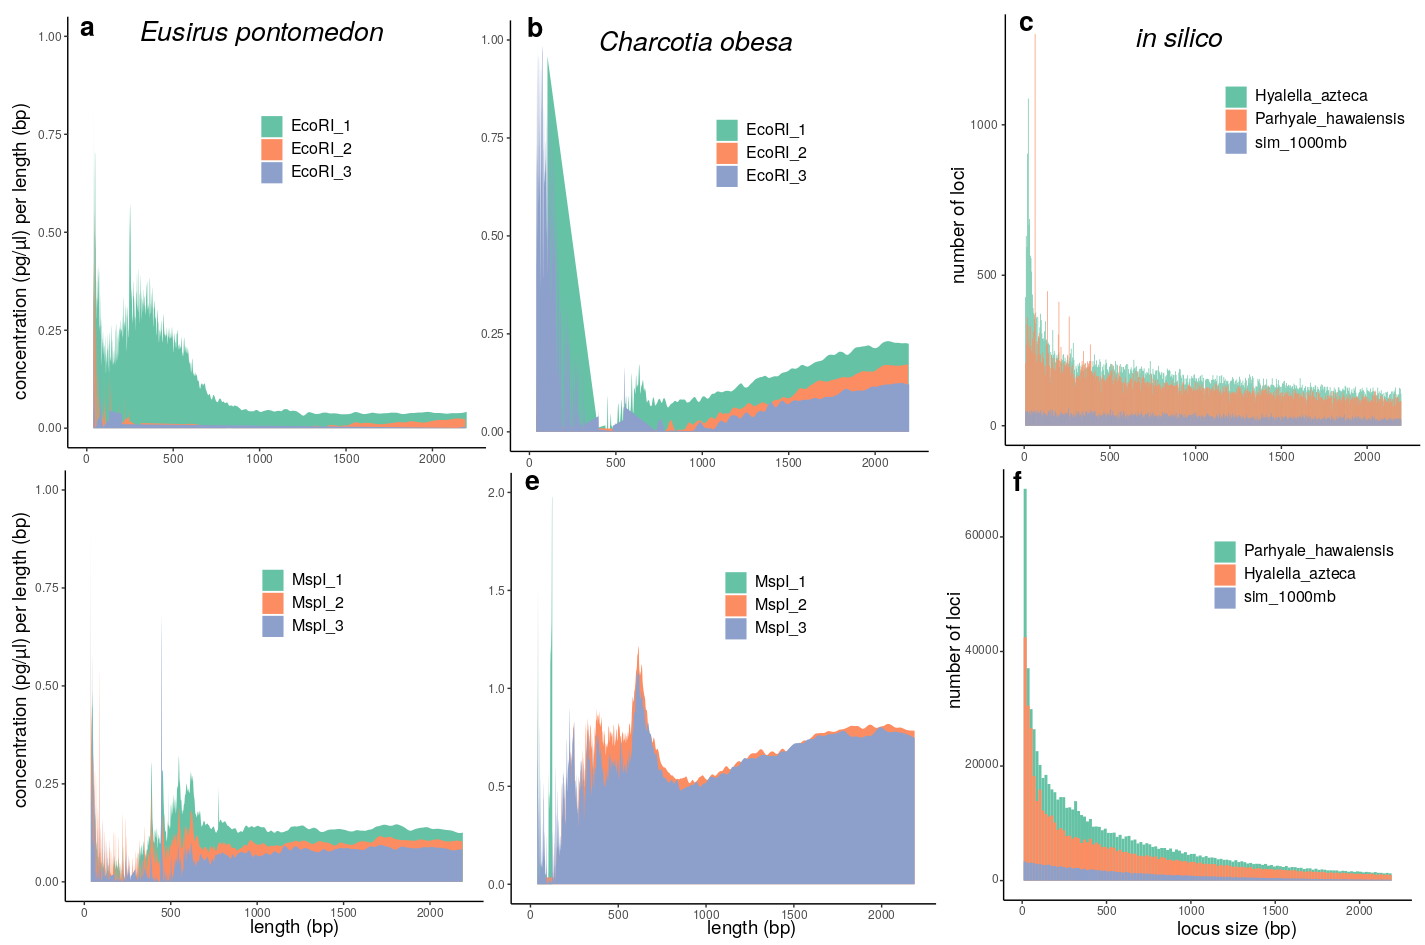 a
Eusirus pontomedon
1.00
0.75
0.50
0.25
0.00
concentration (pg/µl) per length (bp)
EcoRI_1
EcoRI_2
EcoRI_3
0
500
1000
1500
2000
b
Charcotia obesa
1.00
0.75
0.50
0.25
0.00
EcoRI_1
EcoRI_2
EcoRI_3
0
500
1000
1500
2000
c
in silico
1000
500
0
number of loci
Hyalella_azteca
Parhyale_hawaiensis
sim_1000mb
0
500
1000
1500
2000
1.00
0.75
0.50
0.25
0.00
concentration (pg/µl) per length (bp)
MspI_1
MspI_2
MspI_3
0
500
1000
1500
2000
length (bp)
e
2.0
1.5
1.0
0.5
0.0
MspI_1
MspI_2
MspI_3
0
500
1000
1500
2000
length (bp)
f
60000
40000
20000
0
number of loci
Parhyale_hawaiensis
Hyalella_azteca
sim_1000mb
0
500
1000
1500
2000
locus size (bp)